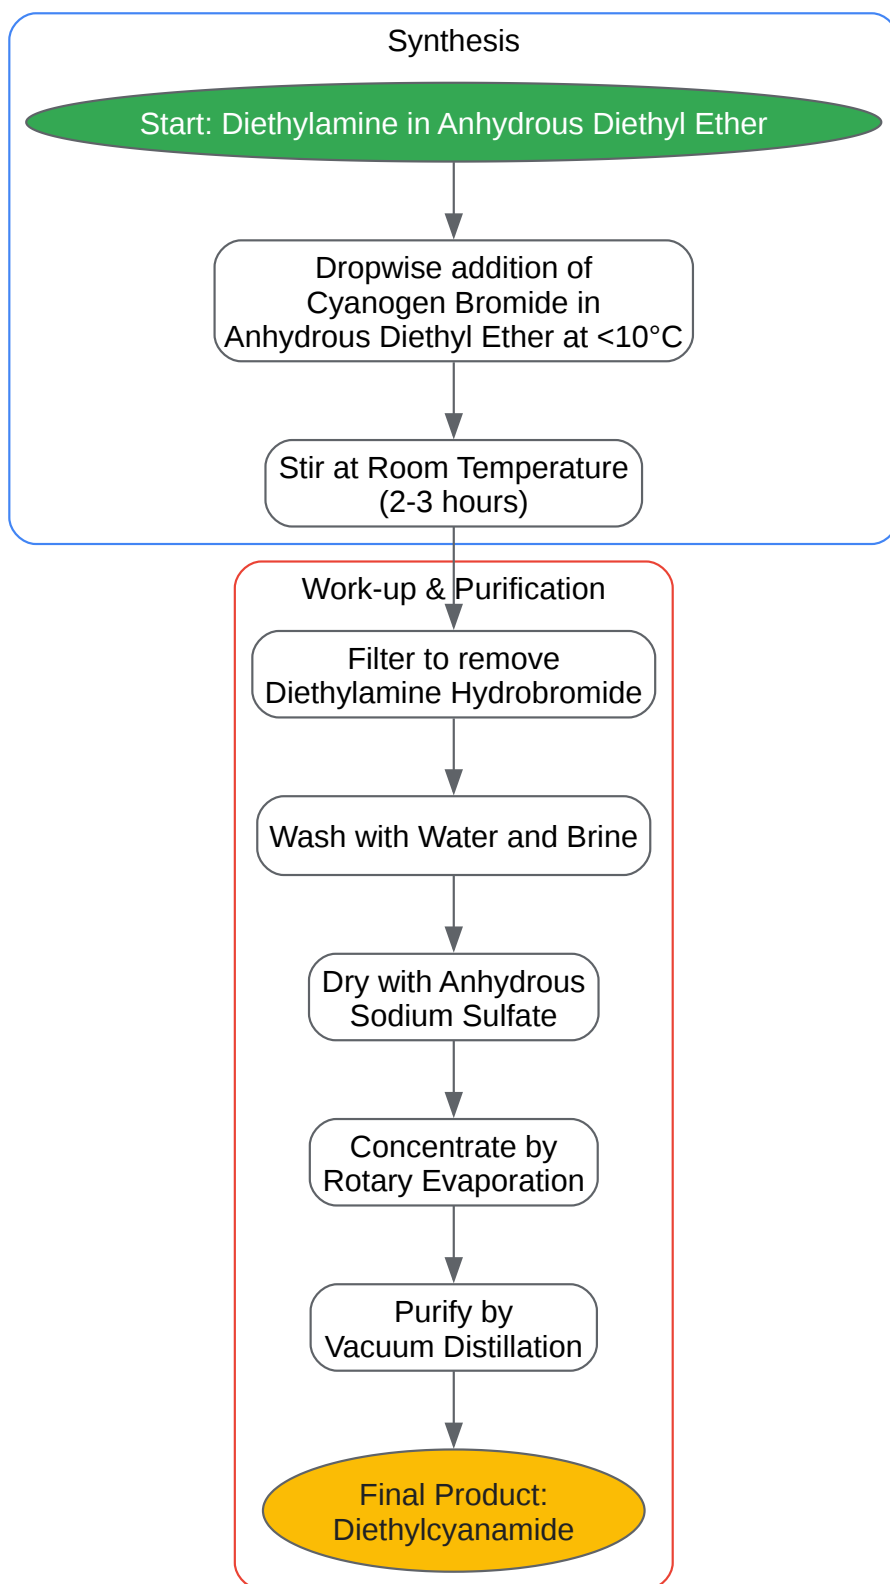 Synthesis
Start: Diethylamine in Anhydrous Diethyl Ether
Dropwise addition of
Cyanogen Bromide in
Anhydrous Diethyl Ether at <10°C
Stir at Room Temperature
(2-3 hours)
Work-up & Purification
Filter to remove
Diethylamine Hydrobromide
Wash with Water and Brine
Dry with Anhydrous
Sodium Sulfate
Concentrate by
Rotary Evaporation
Purify by
Vacuum Distillation
Final Product:
Diethylcyanamide